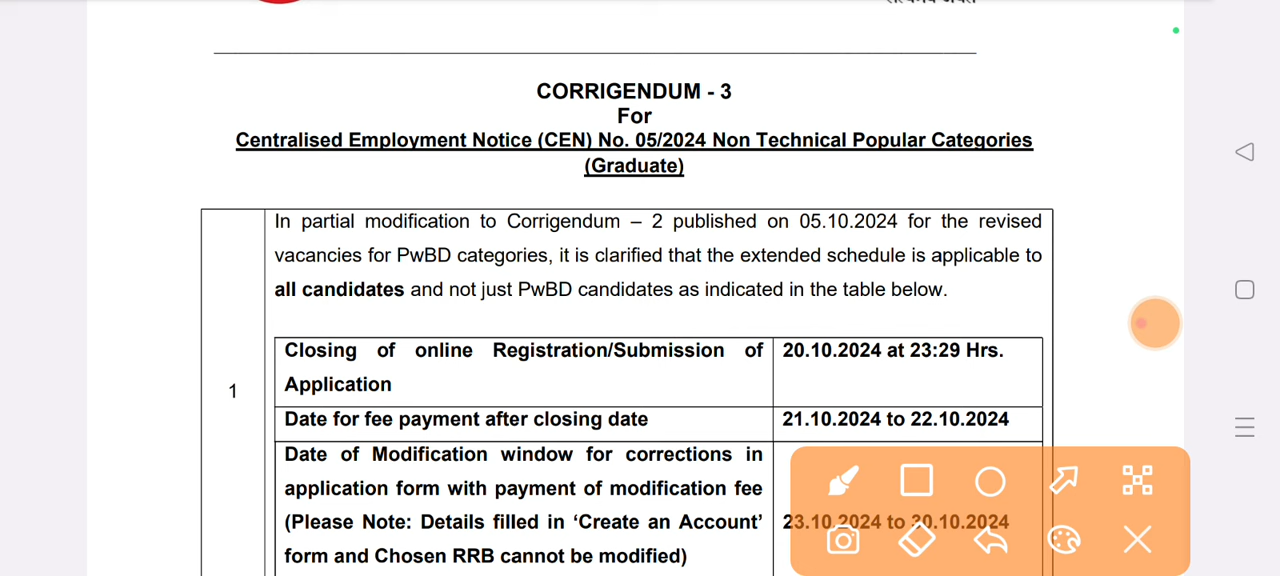 CORRIGENDUM - 3
For
Centralised Employment Notice (CEN) No. 05/2024 Non Technical Popular Categories
(Graduate)
1
In partial modification to Corrigendum – 2 published on 05.10.2024 for the revised
vacancies for PwBD categories, it is clarified that the extended schedule is applicable to
all candidates and not just PwBD candidates as indicated in the table below.
Closing of online Registration/Submission of
Application
20.10.2024 at 23:29 Hrs.
Date for fee payment after closing date
21.10.2024 to 22.10.2024
Date of Modification window for corrections in
application form with payment of modification fee
(Please Note: Details filled in ‘Create an Account’
form and Chosen RRB cannot be modified)
23.10.2024 to 30.10.2024